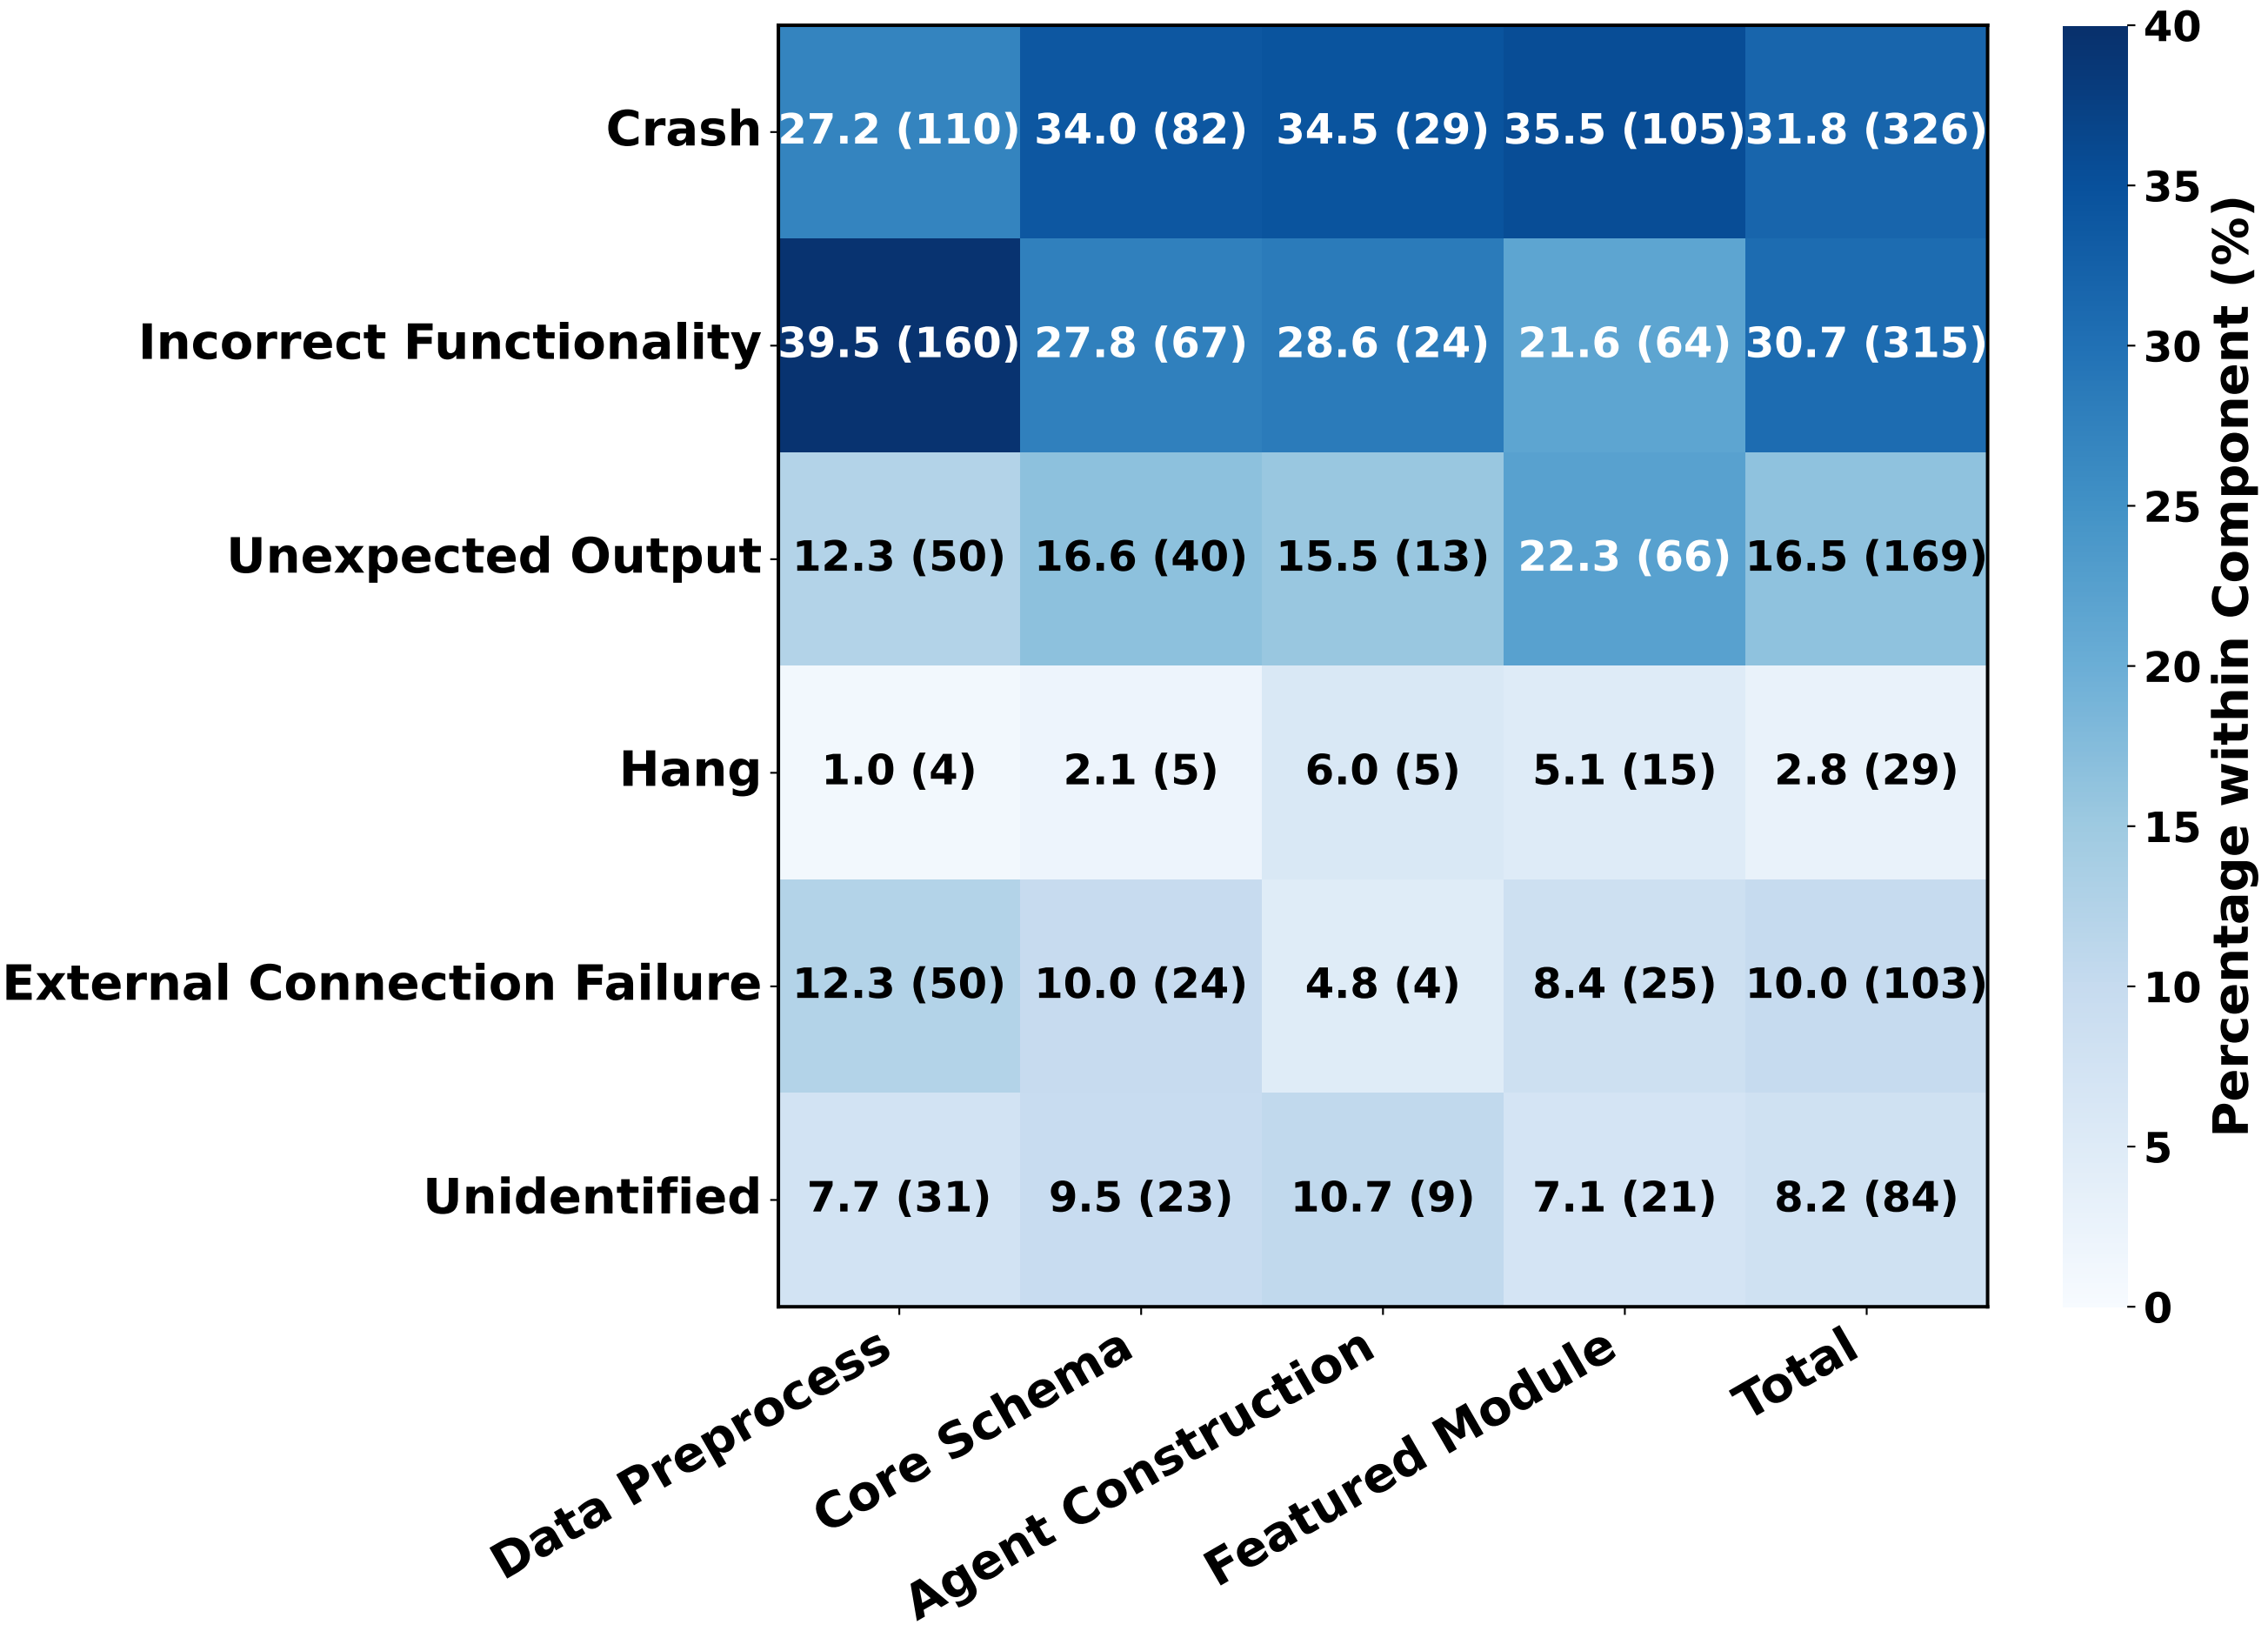 Crash 27.2 (110) 34.0 (82) 34.5 (29) 35.5 (105) 31.8 (326)
Incorrect Functionality 39.5 (160) 27.8 (67) 28.6 (24) 21.6 (64) 30.7 (315)
Unexpected Output 12.3 (50) 16.6 (40) 15.5 (13) 22.3 (66) 16.5 (169)
Hang 1.0 (4) 2.1 (5) 6.0 (5) 5.1 (15) 2.8 (29)
External Connection Failure 12.3 (50) 10.0 (24) 4.8 (4) 8.4 (25) 10.0 (103)
Unidentified 7.7 (31) 9.5 (23) 10.7 (9) 7.1 (21) 8.2 (84)
Data Preprocess
Core Schema
Agent Construction
Featured Module
Total
40
35
30
25
20
15
10
5
0
Percentage within Component (%)